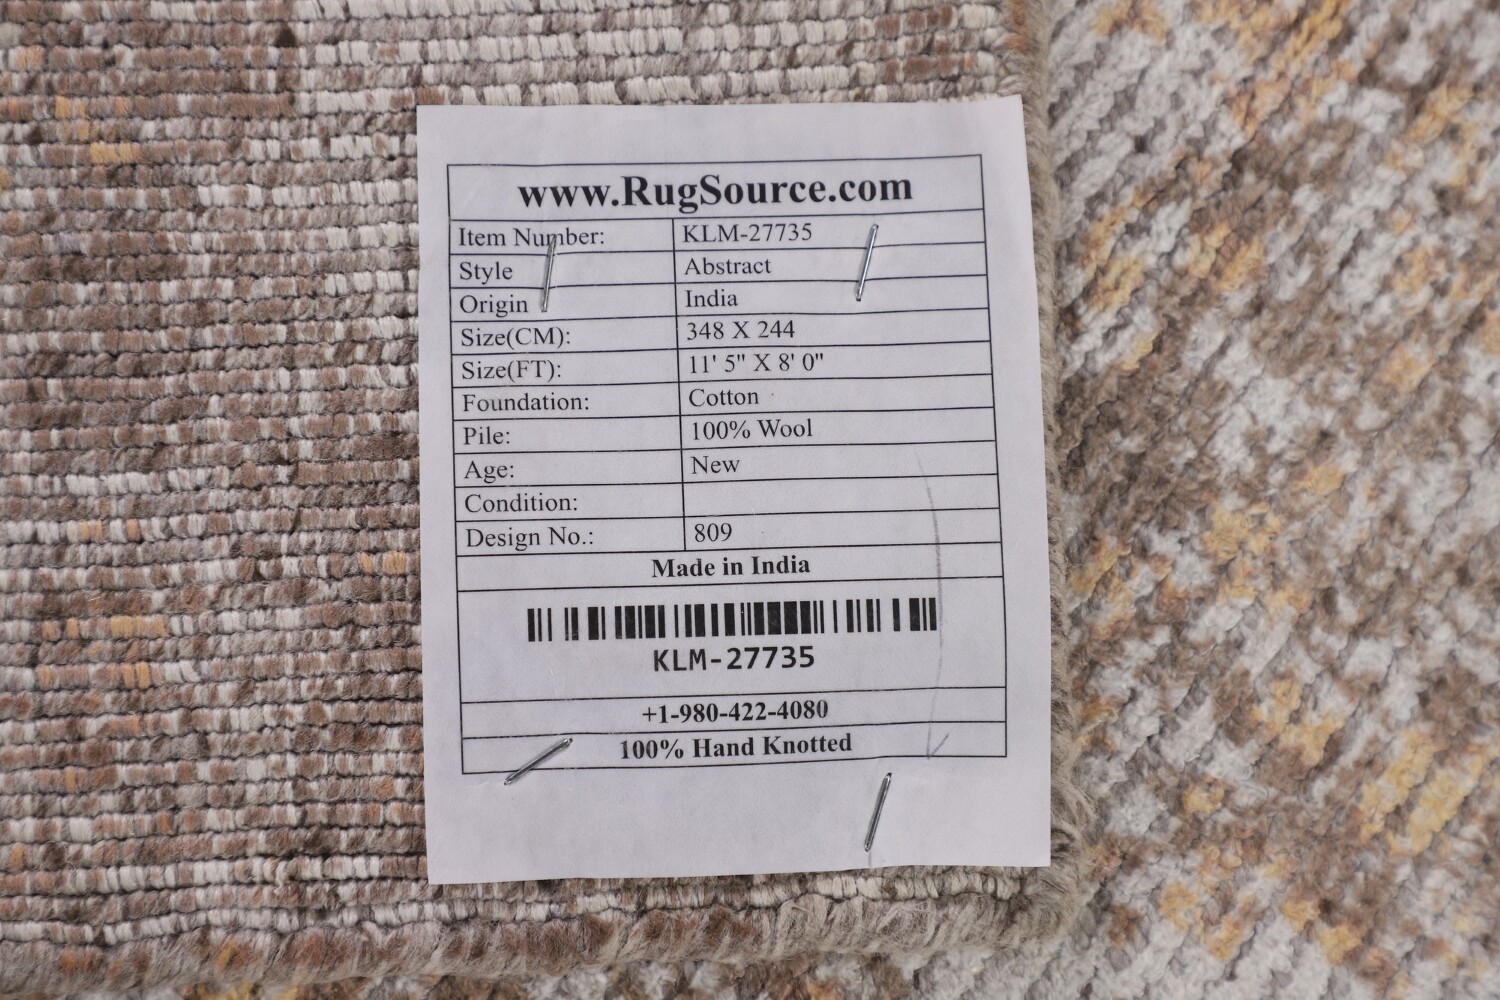 www.RugSource.com
Item Number: KLM-27735
Style Abstract
Origin India
Size(CM): 348 X 244
Size(FT): 11' 5" X 8' 0"
Foundation: Cotton
Pile: 100% Wool
Age: New
Condition:
Design No.: 809
Made in India
KLM-27735
+1-980-422-4080
100% Hand Knotted